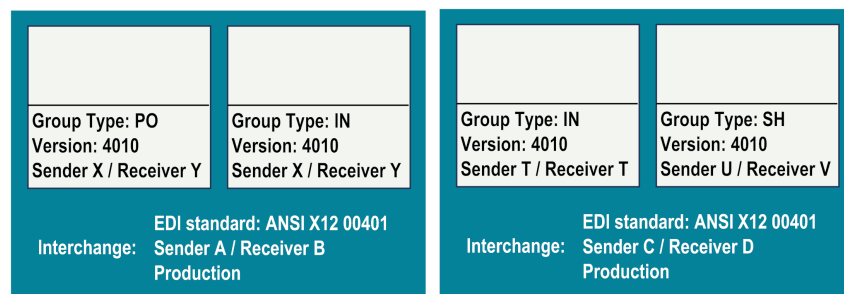 Group Type: PO
Version: 4010
Sender X / Receiver Y
Group Type: IN
Version: 4010
Sender X / Receiver Y
Interchange:
EDI standard: ANSI X12 00401
Sender A / Receiver B
Production
Group Type: IN
Version: 4010
Sender T / Receiver T
Group Type: SH
Version: 4010
Sender U / Receiver V
Interchange:
EDI standard: ANSI X12 00401
Sender C / Receiver D
Production